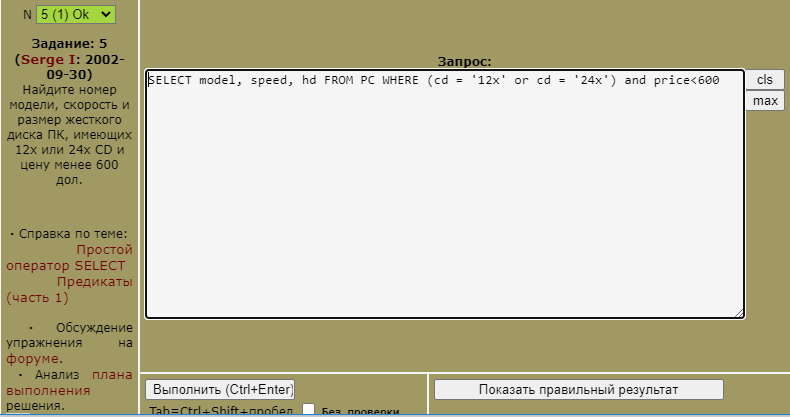 N 5 (1) Ok
Задание: 5
(Serge I: 2002-
09-30)
Найдите номер
модели, скорость и
размер жесткого
диска ПК, имеющих
12x или 24x CD и
цену менее 600
дол.
· Справка по теме:
Простой
оператор SELECT
Предикаты
(часть 1)
· Обсуждение
упражнения на
форуме.
· Анализ плана
выполнения
решения.
Запрос:
SELECT model, speed, hd FROM PC WHERE (cd = '12x' or cd = '24x') and price<600
cls
max
Выполнить (Ctrl+Enter)
Показать правильный результат
Tab=Ctrl+Shift+пробел Без проверки